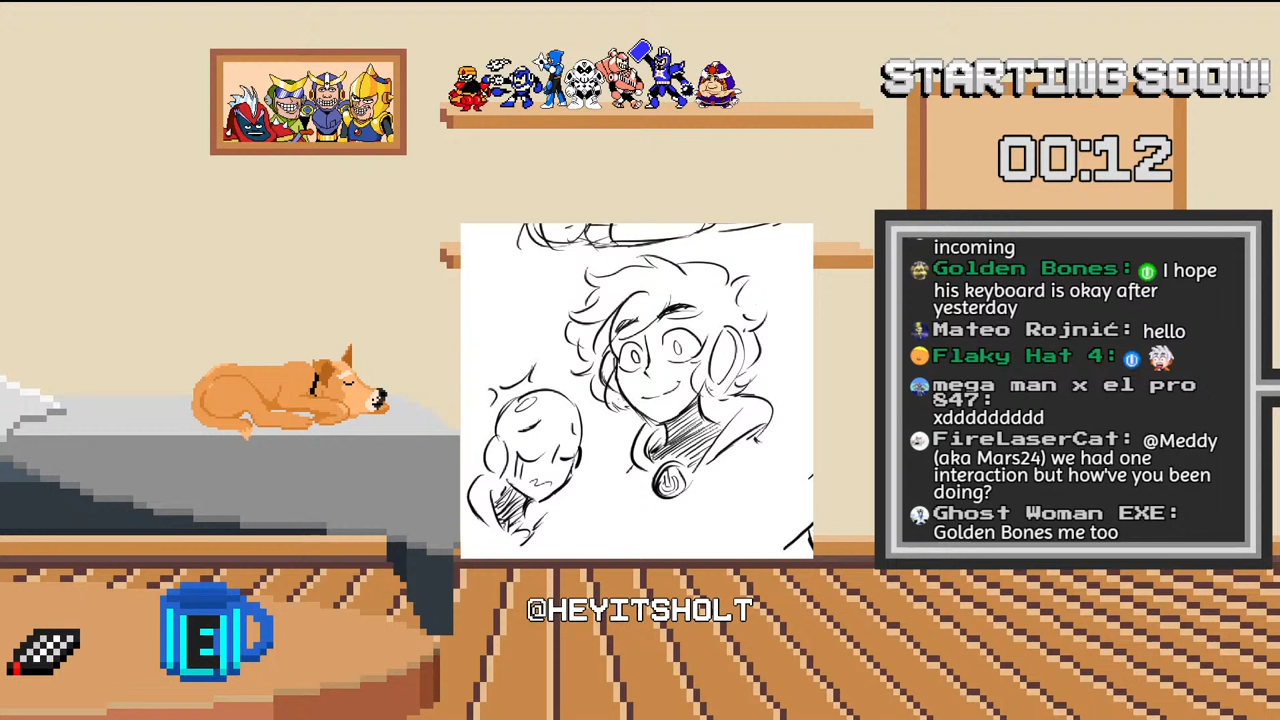 STARTING SOON!
00:12
incoming
Golden Bones: I hope
his keyboard is okay after
yesterday
Mateo Rojnić: hello
Flaky Hat 4:
mega man x el pro
847:
xddddddddd
FireLaserCat: @Meddy
(aka Mars24) we had one
interaction but how've you been
doing?
Ghost Woman EXE:
Golden Bones me too
E
@HEYITSHOLT